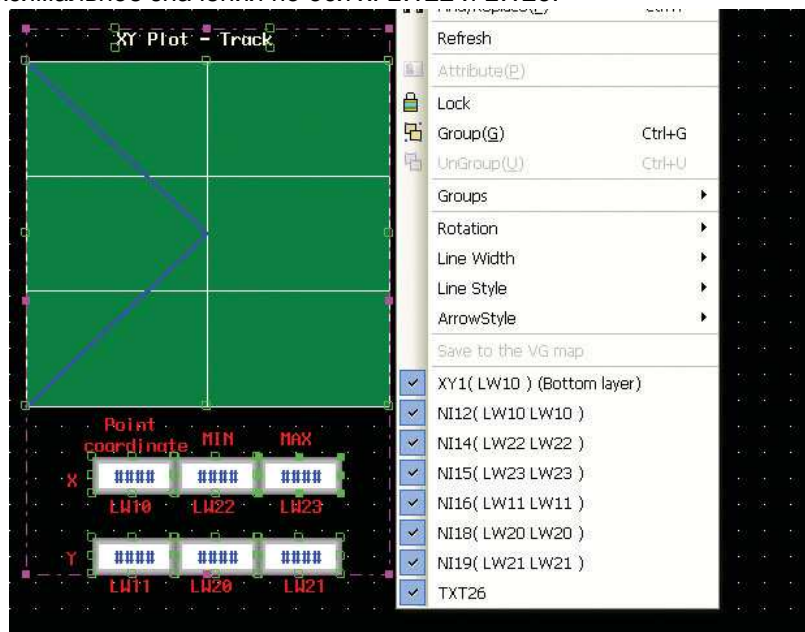 XY Plot - Track
Refresh
Attribute(P)
Lock
Group(G) Ctrl+G
UnGroup(U) Ctrl+U
Groups
Rotation
Line Width
Line Style
ArrowStyle
Save to the VG map
XY1( LW10 ) (Bottom layer)
NI12( LW10 LW10 )
NI14( LW22 LW22 )
NI15( LW23 LW23 )
NI16( LW11 LW11 )
NI18( LW20 LW20 )
NI19( LW21 LW21 )
TXT26
Point
coordinate MIN MAX
X #### #### ####
LW10 LW22 LW23
Y #### #### ####
LW11 LW20 LW21